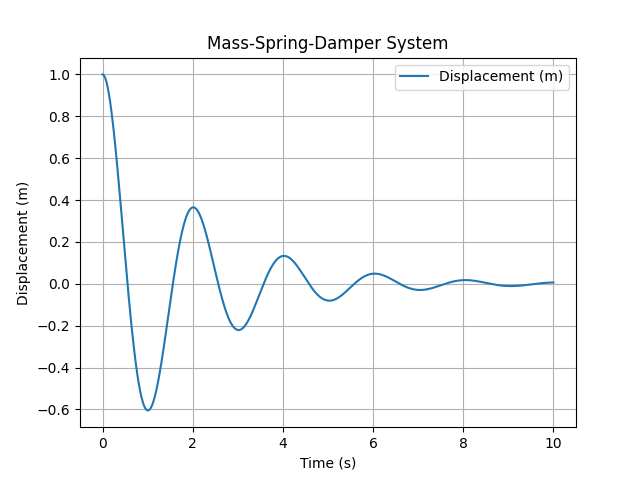 Mass-Spring-Damper System
Displacement (m)
1.0
0.8
0.6
0.4
0.2
0.0
−0.2
−0.4
−0.6
Displacement (m)
0 2 4 6 8 10
Time (s)